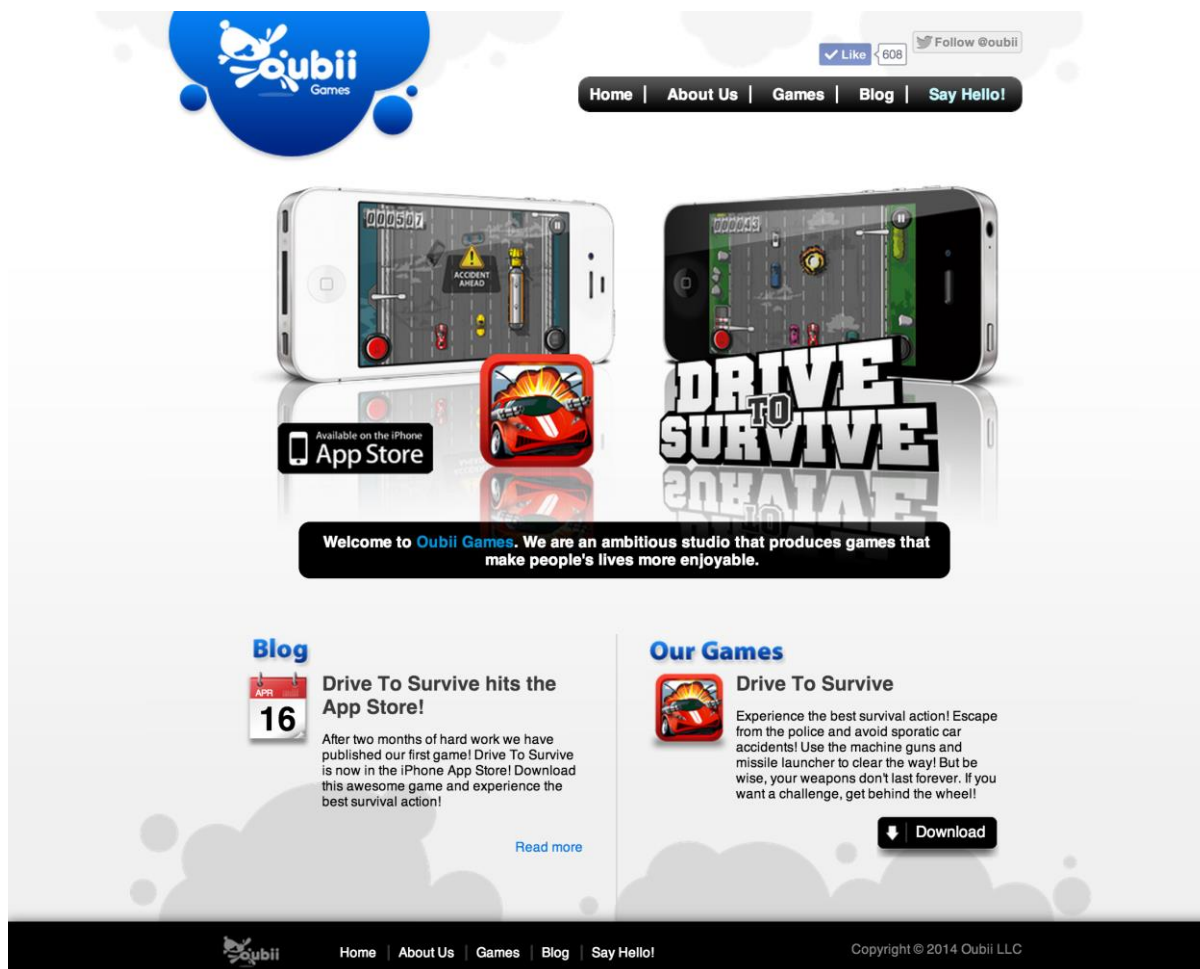 Oubii
Games
Like
608
Follow @oubii
Home | About Us | Games | Blog | Say Hello!
000507
ACCIDENT
AHEAD
000043
DRIVE
TO
SURVIVE
Available on the iPhone
App Store
Welcome to Oubii Games. We are an ambitious studio that produces games that
make people's lives more enjoyable.
Blog
APR
16
Drive To Survive hits the
App Store!
After two months of hard work we have
published our first game! Drive To Survive
is now in the iPhone App Store! Download
this awesome game and experience the
best survival action!
Read more
Our Games
Drive To Survive
Experience the best survival action! Escape
from the police and avoid sporatic car
accidents! Use the machine guns and
missile launcher to clear the way! But be
wise, your weapons don't last forever. If you
want a challenge, get behind the wheel!
Download
Oubii
Home | About Us | Games | Blog | Say Hello!
Copyright © 2014 Oubii LLC